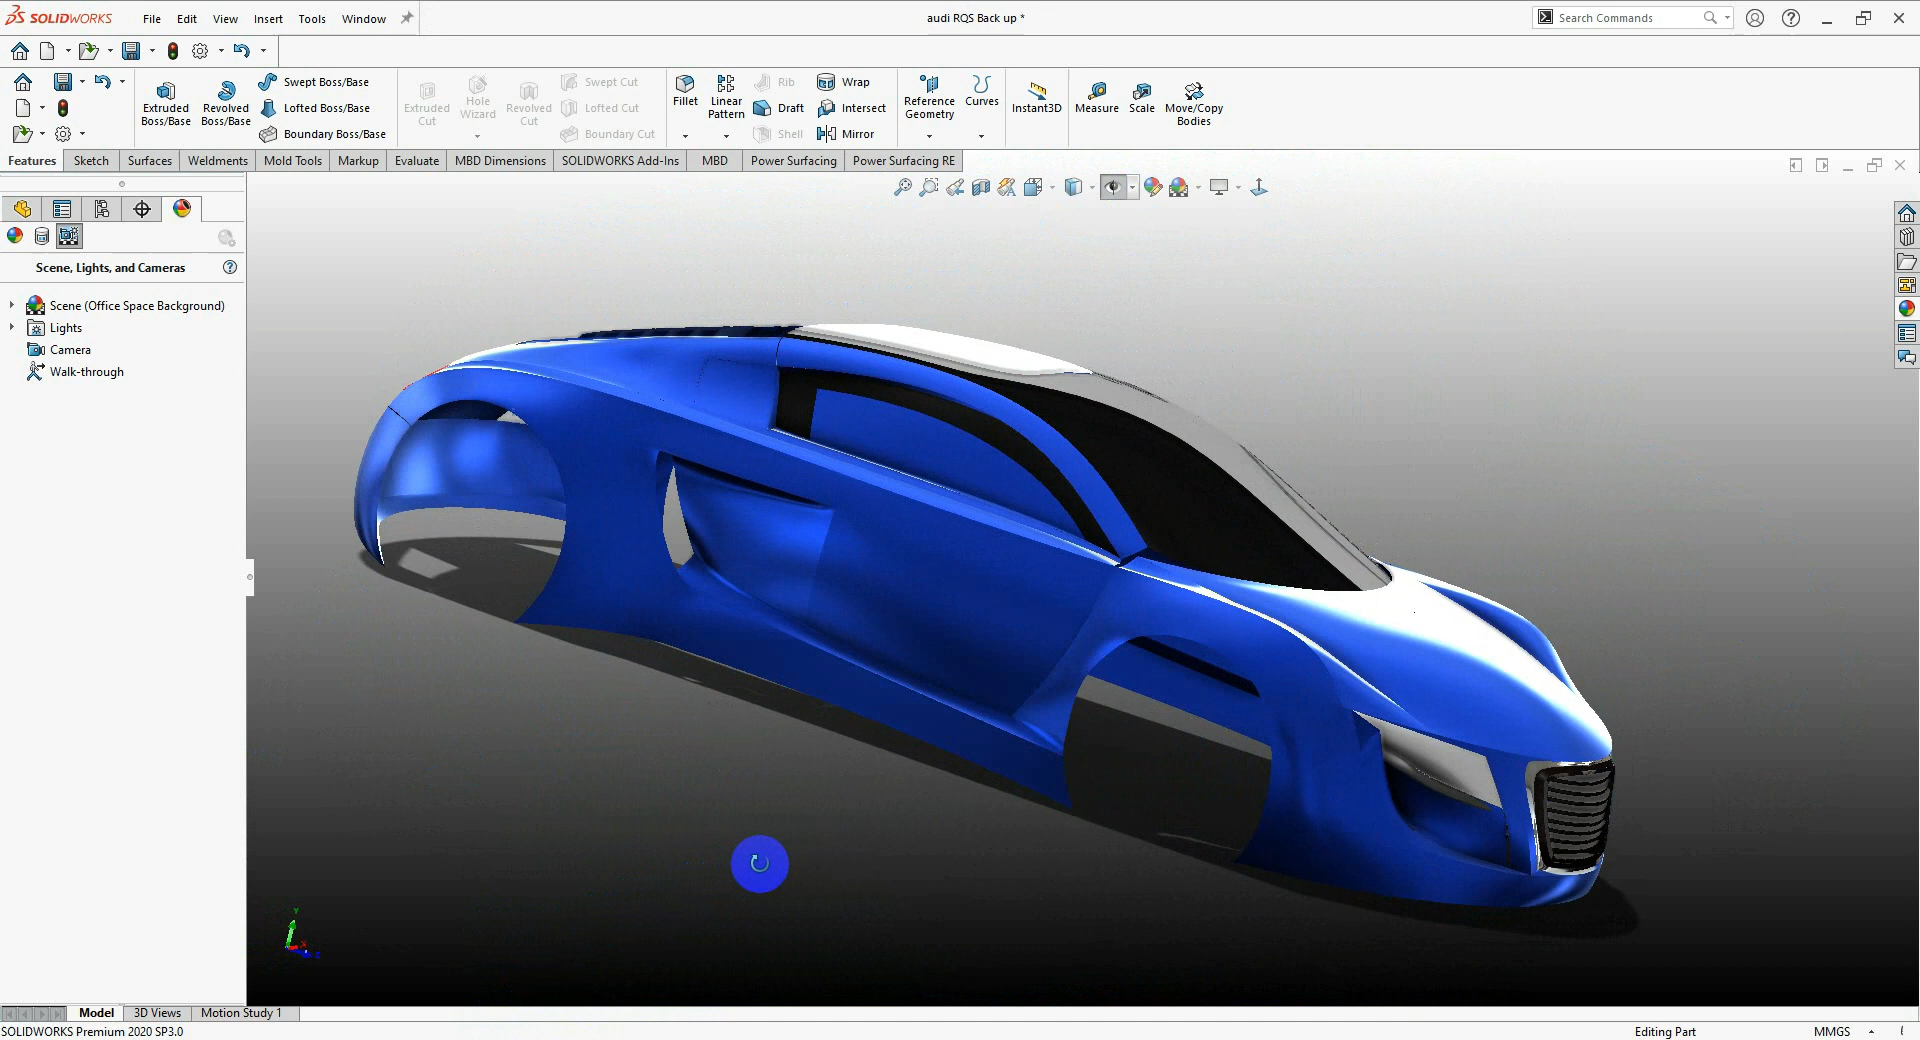 SOLIDWORKS File Edit View Insert Tools Window audi RQS Back up * Search Commands
Swept Boss/Base Swept Cut Rib Wrap
Extruded Boss/Base Revolved Boss/Base Lofted Boss/Base Extruded Cut Hole Wizard Revolved Cut Lofted Cut Fillet Linear Pattern Draft Intersect Reference Geometry Curves Instant3D Measure Scale Move/Copy Bodies
Boundary Boss/Base Boundary Cut Shell Mirror
Features Sketch Surfaces Weldments Mold Tools Markup Evaluate MBD Dimensions SOLIDWORKS Add-Ins MBD Power Surfacing Power Surfacing RE
Scene, Lights, and Cameras
Scene (Office Space Background)
Lights
Camera
Walk-through
Y
X
Z
Model 3D Views Motion Study 1
SOLIDWORKS Premium 2020 SP3.0 Editing Part MMGS